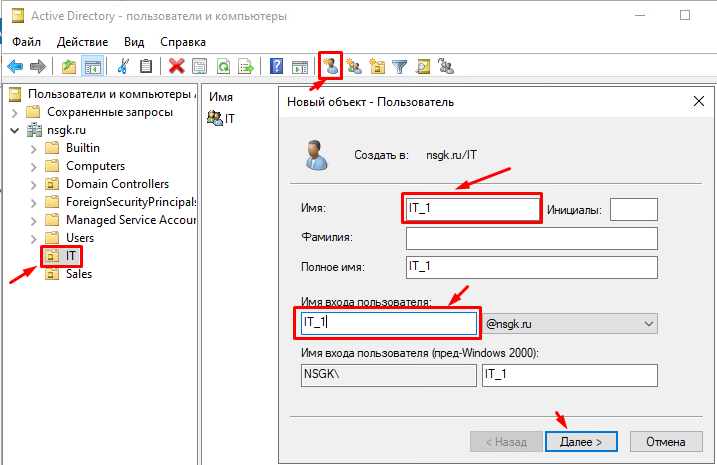 Active Directory - пользователи и компьютеры
Файл Действие Вид Справка
Пользователи и компьютеры
Сохраненные запросы
nsgk.ru
Builtin
Computers
Domain Controllers
ForeignSecurityPrincipals
Managed Service Accour
Users
IT
Sales
Имя
IT
Новый объект - Пользователь
Создать в: nsgk.ru/IT
Имя: IT_1 Инициалы:
Фамилия:
Полное имя: IT_1
Имя входа пользователя:
IT_1 @nsgk.ru
Имя входа пользователя (пред-Windows 2000):
NSGK\ IT_1
< Назад Далее > Отмена